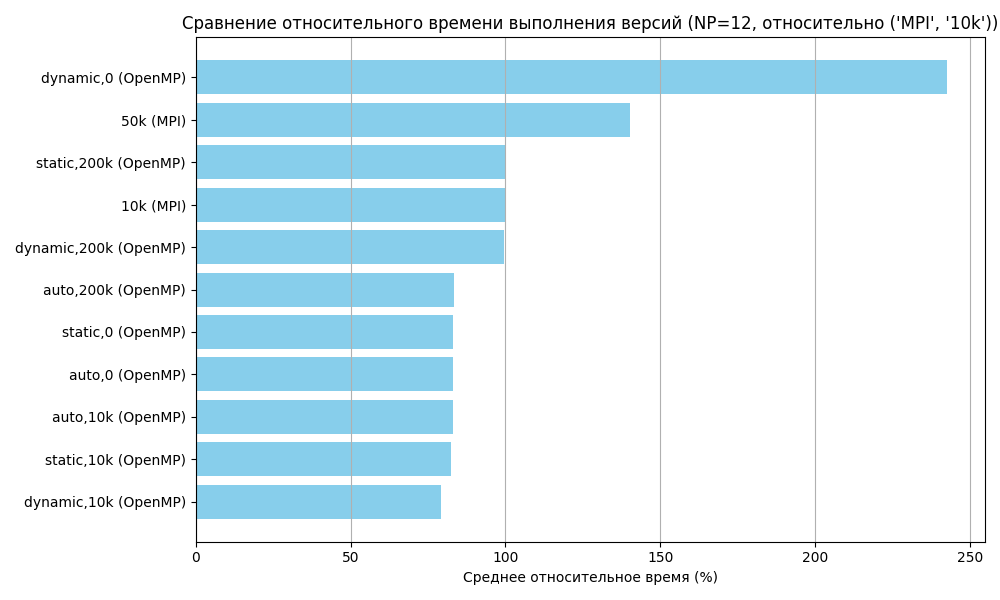 Сравнение относительного времени выполнения версий (NP=12, относительно ('MPI', '10k'))
dynamic,0 (OpenMP)
50k (MPI)
static,200k (OpenMP)
10k (MPI)
dynamic,200k (OpenMP)
auto,200k (OpenMP)
static,0 (OpenMP)
auto,0 (OpenMP)
auto,10k (OpenMP)
static,10k (OpenMP)
dynamic,10k (OpenMP)
0 50 100 150 200 250
Среднее относительное время (%)